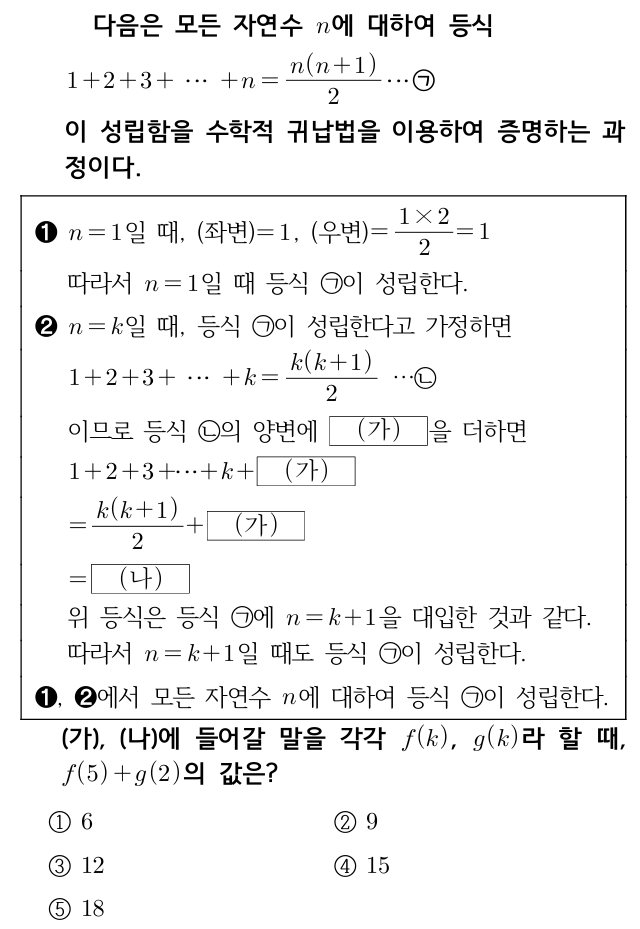 다음은 모든 자연수 n에 대하여 등식
1+2+3+ ⋯ +n = n(n+1)/2 ⋯㉠
이 성립함을 수학적 귀납법을 이용하여 증명하는 과
정이다.
❶ n=1일 때, (좌변)=1, (우변)= 1×2/2 =1
따라서 n=1일 때 등식 ㉠이 성립한다.
❷ n=k일 때, 등식 ㉠이 성립한다고 가정하면
1+2+3+ ⋯ +k = k(k+1)/2 ⋯㉡
이므로 등식 ㉡의 양변에 (가) 을 더하면
1+2+3+⋯+k+ (가)
= k(k+1)/2 + (가)
= (나)
위 등식은 등식 ㉠에 n=k+1을 대입한 것과 같다.
따라서 n=k+1일 때도 등식 ㉠이 성립한다.
❶, ❷에서 모든 자연수 n에 대하여 등식 ㉠이 성립한다.
(가), (나)에 들어갈 말을 각각 f(k), g(k)라 할 때,
f(5)+g(2)의 값은?
① 6 ② 9
③ 12 ④ 15
⑤ 18